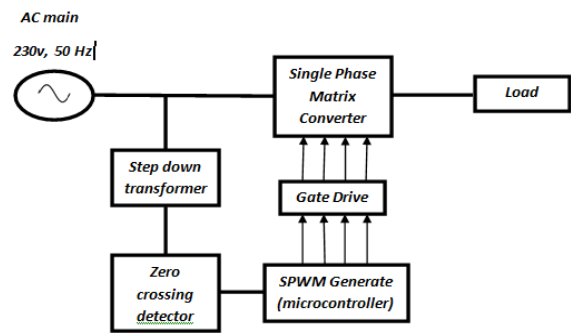 AC main
230v, 50 Hz
Single Phase
Matrix
Converter
Load
Step down
transformer
Gate Drive
Zero
crossing
detector
SPWM Generate
(microcontroller)